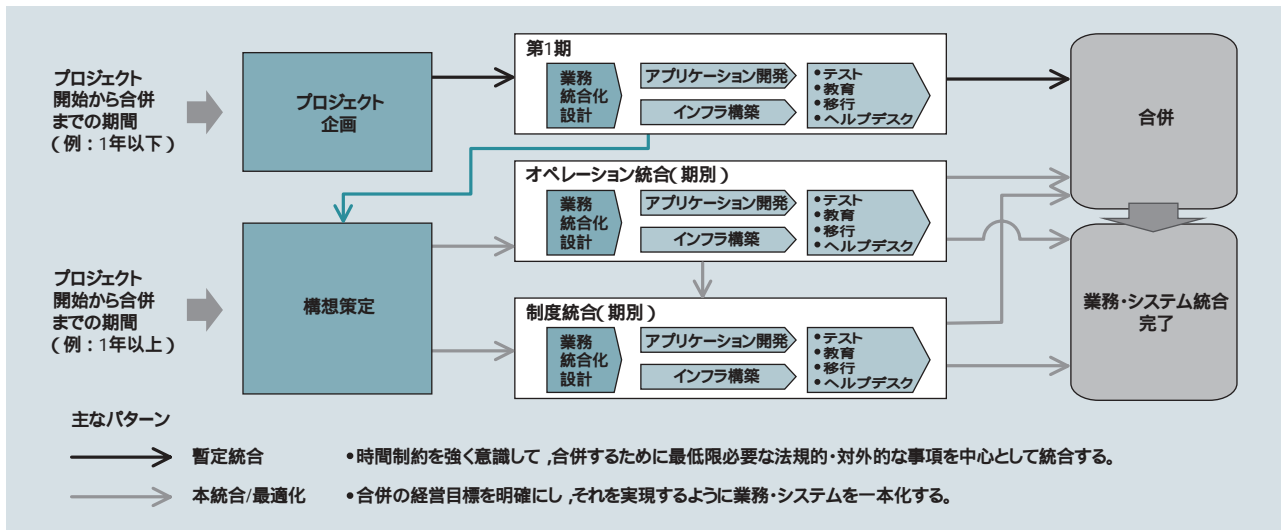 プロジェクト
開始から合併
までの期間
(例：1年以下)
プロジェクト
企画
第1期
業務
統合化
設計
アプリケーション開発
インフラ構築
•テスト
•教育
•移行
•ヘルプデスク
合併
オペレーション統合(期別)
業務
統合化
設計
アプリケーション開発
インフラ構築
•テスト
•教育
•移行
•ヘルプデスク
プロジェクト
開始から合併
までの期間
(例：1年以上)
構想策定
制度統合(期別)
業務
統合化
設計
アプリケーション開発
インフラ構築
•テスト
•教育
•移行
•ヘルプデスク
業務・システム統合
完了
主なパターン
暫定統合 •時間制約を強く意識して,合併するために最低限必要な法規的・対外的な事項を中心として統合する。
本統合/最適化 •合併の経営目標を明確にし,それを実現するように業務・システムを一本化する。